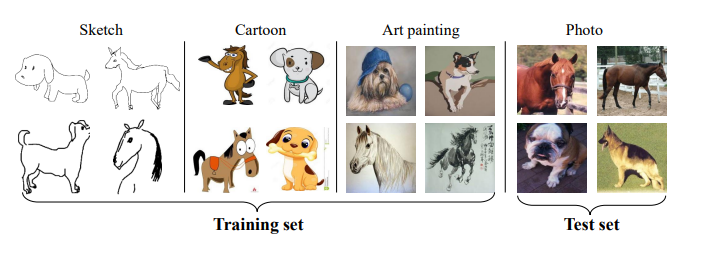 Sketch
Cartoon
Art painting
Photo
Training set
Test set